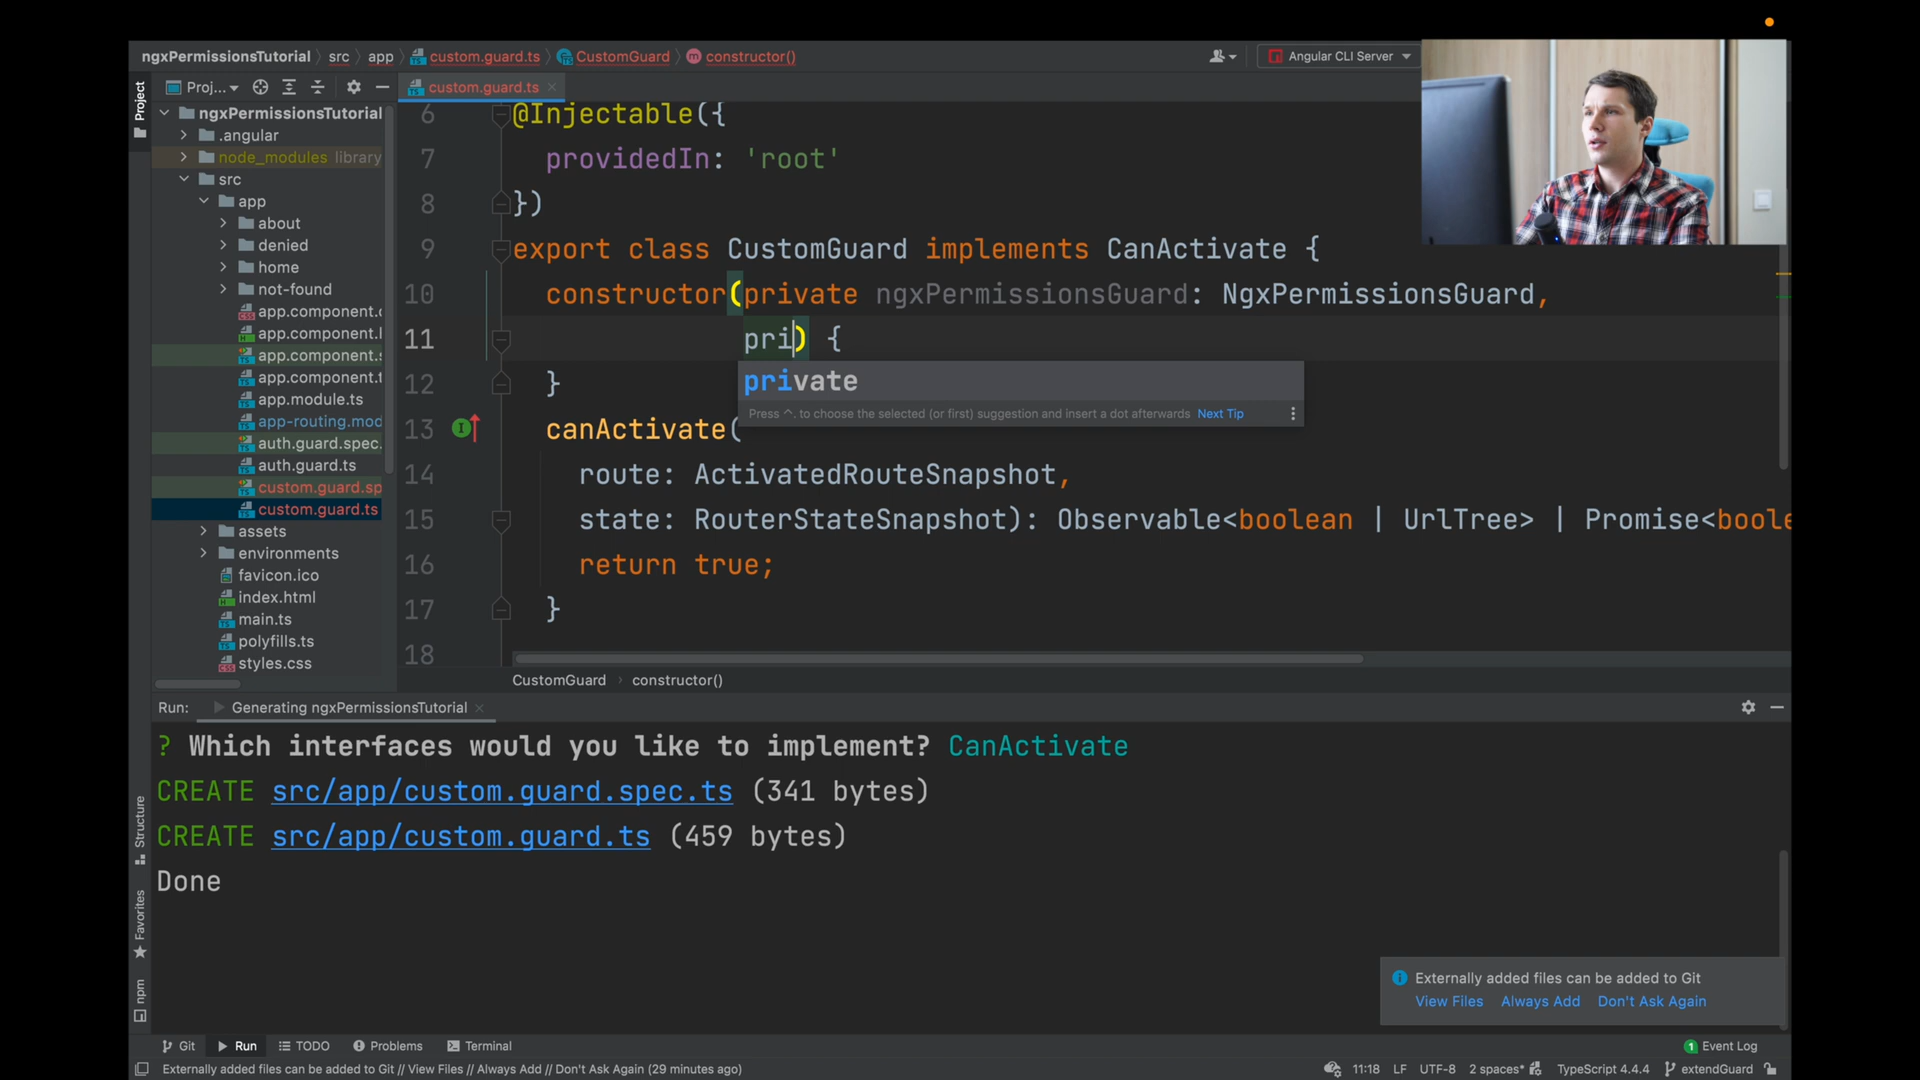 ngxPermissionsTutorial › src › app › custom.guard.ts › CustomGuard › constructor()
Angular CLI Server
Project
Proj...
custom.guard.ts
ngxPermissionsTutorial
.angular
node_modules library
src
app
about
denied
home
not-found
app.component.c
app.component.l
app.component.s
app.component.t
app.module.ts
app-routing.mod
auth.guard.spec.
auth.guard.ts
custom.guard.sp
custom.guard.ts
assets
environments
favicon.ico
index.html
main.ts
polyfills.ts
styles.css
6 @Injectable({
7 providedIn: 'root'
8 })
9 export class CustomGuard implements CanActivate {
10 constructor(private ngxPermissionsGuard: NgxPermissionsGuard,
11 pri) {
private
Press ^. to choose the selected (or first) suggestion and insert a dot afterwards Next Tip
12 }
13 canActivate(
14 route: ActivatedRouteSnapshot,
15 state: RouterStateSnapshot): Observable<boolean | UrlTree> | Promise<boole
16 return true;
17 }
18
CustomGuard › constructor()
Run: Generating ngxPermissionsTutorial
? Which interfaces would you like to implement? CanActivate
CREATE src/app/custom.guard.spec.ts (341 bytes)
CREATE src/app/custom.guard.ts (459 bytes)
Done
Structure
Favorites
npm
Externally added files can be added to Git
View Files Always Add Don't Ask Again
Git Run TODO Problems Terminal
1 Event Log
Externally added files can be added to Git // View Files // Always Add // Don't Ask Again (29 minutes ago)
11:18 LF UTF-8 2 spaces* TypeScript 4.4.4 extendGuard